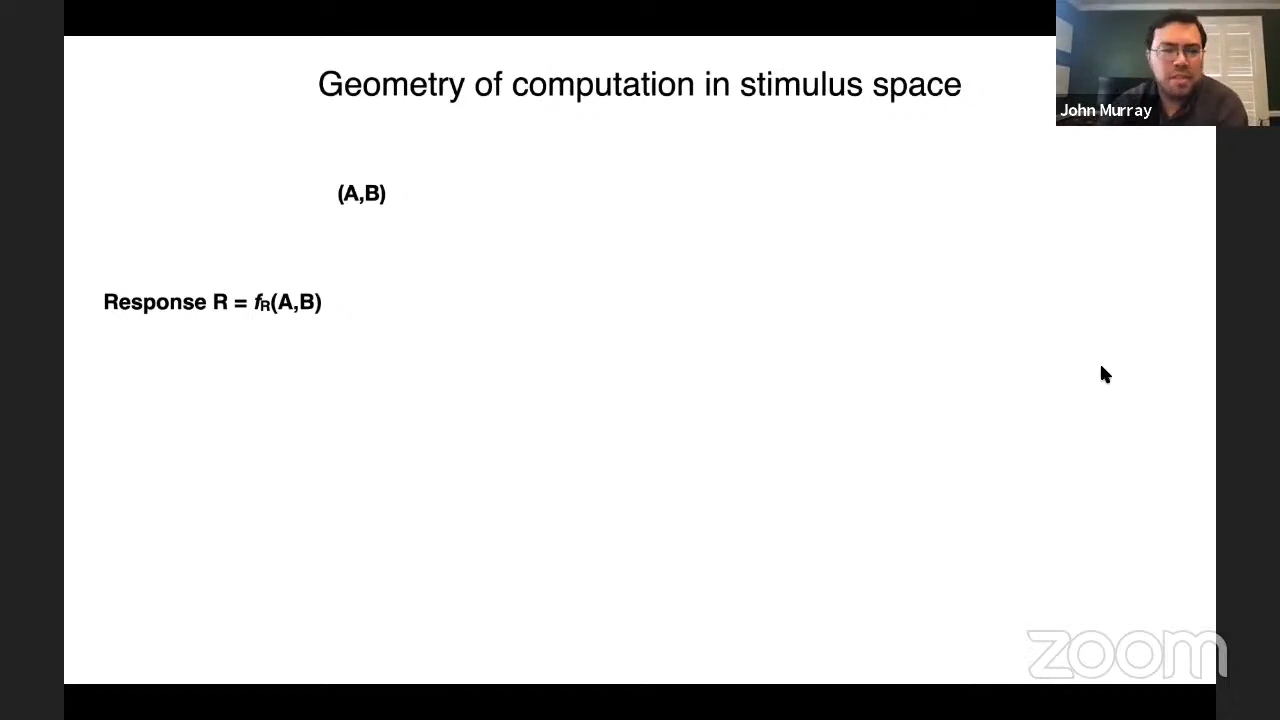 Geometry of computation in stimulus space
John Murray
(A,B)
Response R = fR(A,B)
zoom